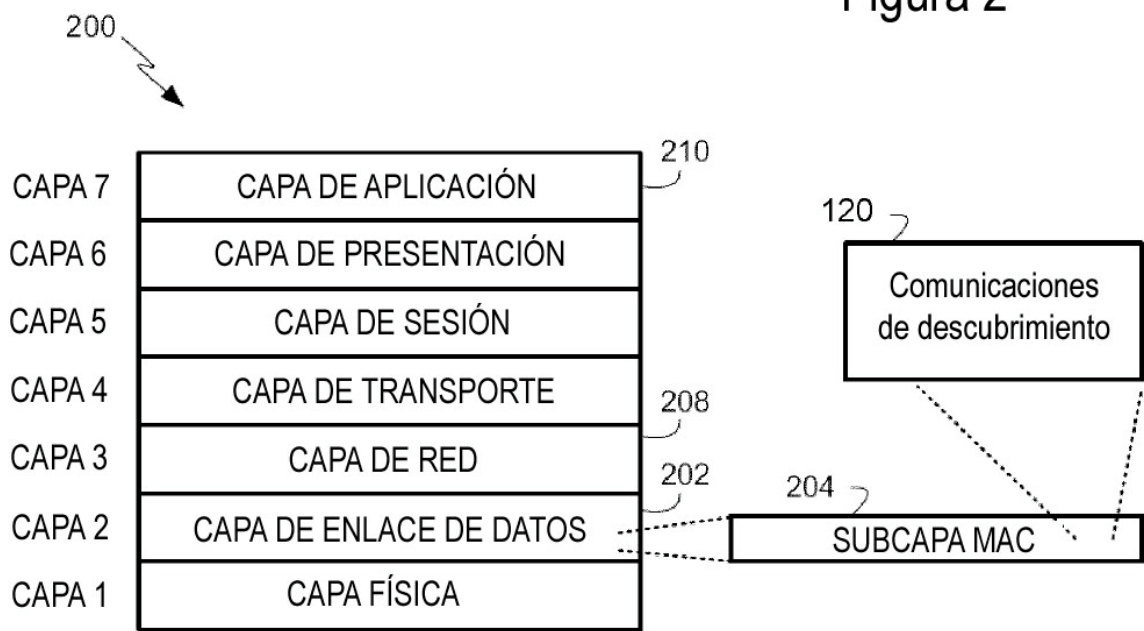 Figura 2
200
210
CAPA 7 CAPA DE APLICACIÓN
120
CAPA 6 CAPA DE PRESENTACIÓN
Comunicaciones
de descubrimiento
CAPA 5 CAPA DE SESIÓN
CAPA 4 CAPA DE TRANSPORTE
208
CAPA 3 CAPA DE RED
202
204
CAPA 2 CAPA DE ENLACE DE DATOS SUBCAPA MAC
CAPA 1 CAPA FÍSICA